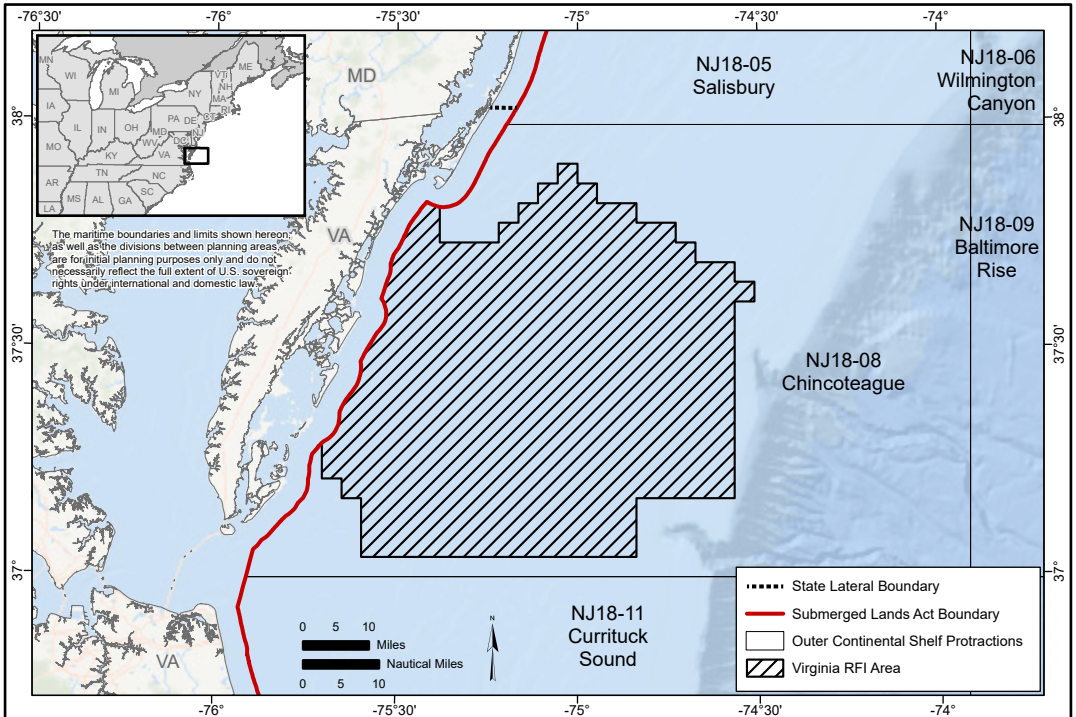 -76°30'
-76°
-75°30'
-75°
-74°30'
-74°
MN
WI
MI
IA
IL
IN
OH
MO
KY
WV
VA
PA
NY
VT
NH
ME
MA
RI
CT
NJ
DE
MD
DC
TN
NC
AR
MS
AL
GA
SC
LA
The maritime boundaries and limits shown hereon,
as well as the divisions between planning areas,
are for initial planning purposes only and do not
necessarily reflect the full extent of U.S. sovereign
rights under international and domestic law.
MD
VA
VA
NJ18-05
Salisbury
NJ18-06
Wilmington
Canyon
NJ18-09
Baltimore
Rise
NJ18-08
Chincoteague
NJ18-11
Currituck
Sound
38°
38°
37°30'
37°30'
37°
37°
0 5 10
Miles
Nautical Miles
0 5 10
N
State Lateral Boundary
Submerged Lands Act Boundary
Outer Continental Shelf Protractions
Virginia RFI Area
-76°
-75°30'
-75°
-74°30'
-74°